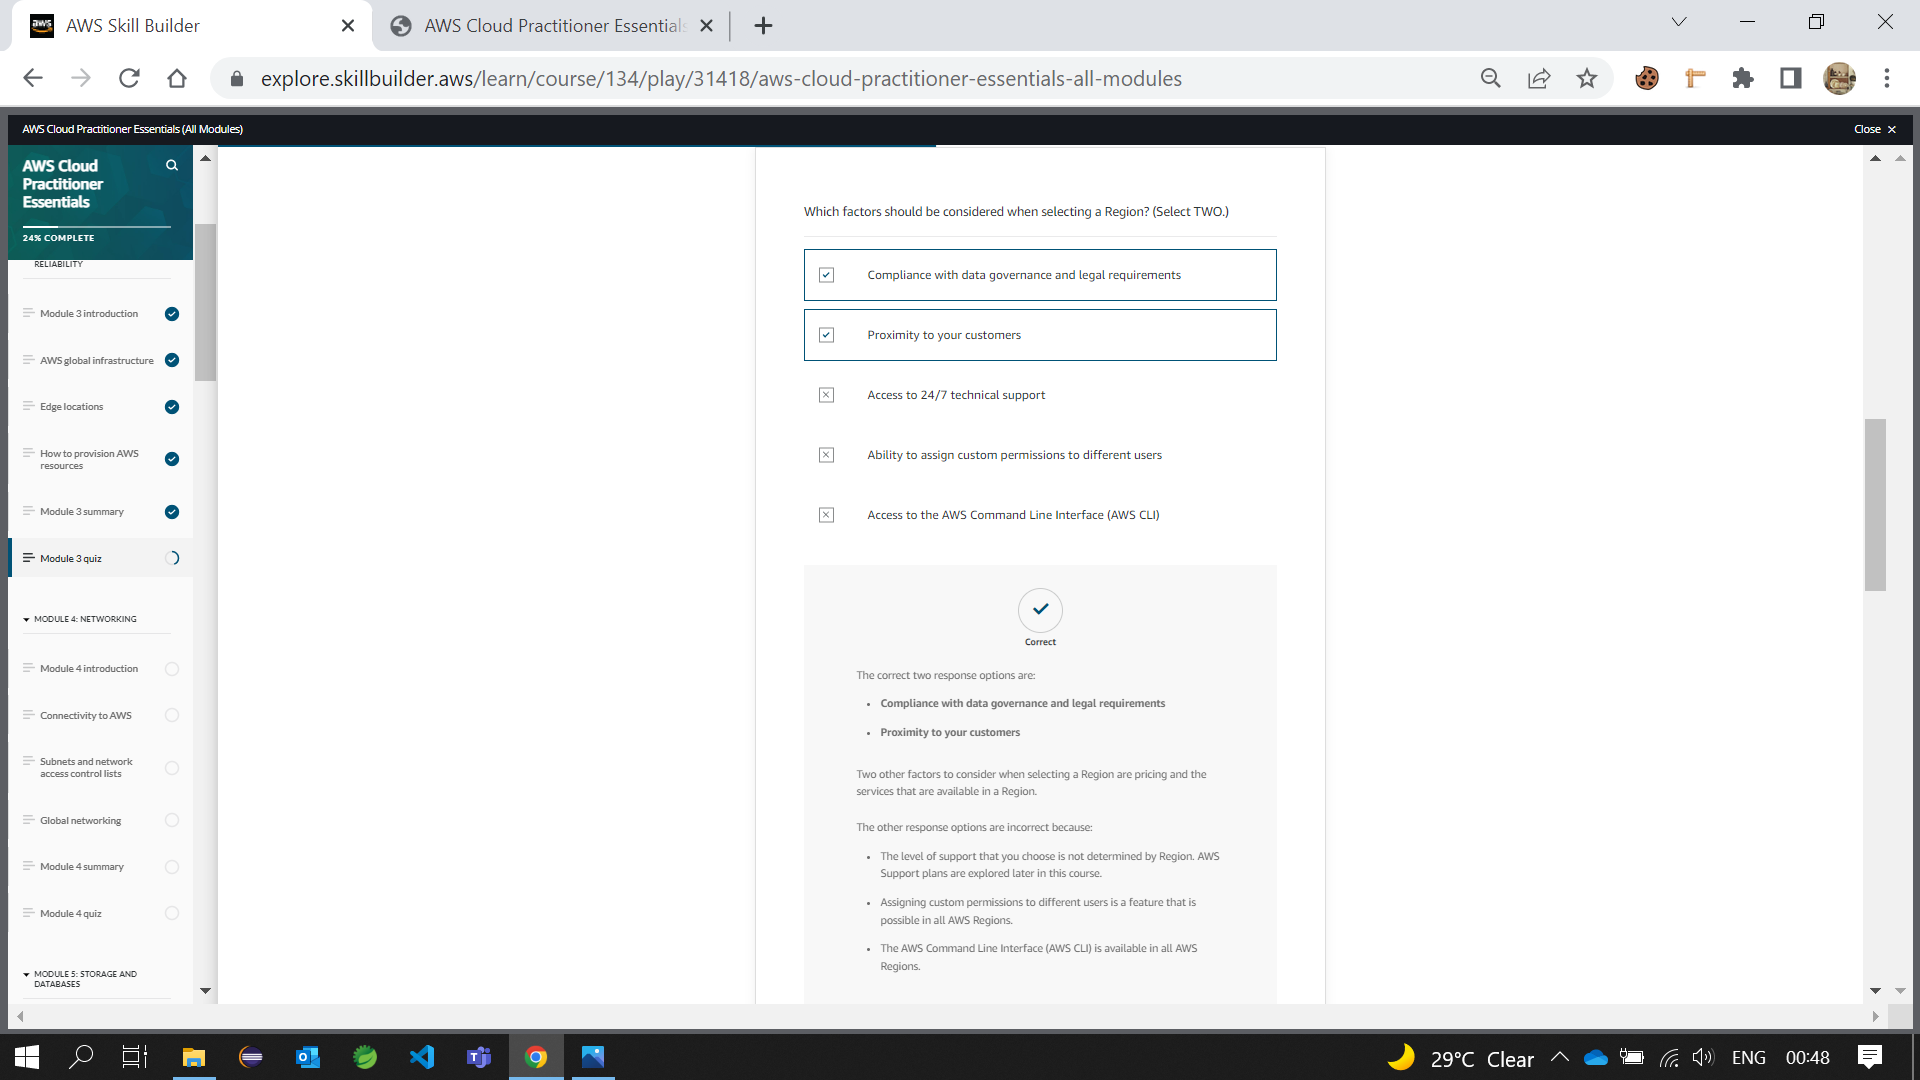 AWS Skill Builder
AWS Cloud Practitioner Essentials
explore.skillbuilder.aws/learn/course/134/play/31418/aws-cloud-practitioner-essentials-all-modules
AWS Cloud Practitioner Essentials (All Modules)
Close
AWS Cloud
Practitioner
Essentials
24% COMPLETE
RELIABILITY
Module 3 introduction
AWS global infrastructure
Edge locations
How to provision AWS
resources
Module 3 summary
Module 3 quiz
MODULE 4: NETWORKING
Module 4 introduction
Connectivity to AWS
Subnets and network
access control lists
Global networking
Module 4 summary
Module 4 quiz
MODULE 5: STORAGE AND
DATABASES
Which factors should be considered when selecting a Region? (Select TWO.)
Compliance with data governance and legal requirements
Proximity to your customers
Access to 24/7 technical support
Ability to assign custom permissions to different users
Access to the AWS Command Line Interface (AWS CLI)
Correct
The correct two response options are:
• Compliance with data governance and legal requirements
• Proximity to your customers
Two other factors to consider when selecting a Region are pricing and the
services that are available in a Region.
The other response options are incorrect because:
• The level of support that you choose is not determined by Region. AWS
Support plans are explored later in this course.
• Assigning custom permissions to different users is a feature that is
possible in all AWS Regions.
• The AWS Command Line Interface (AWS CLI) is available in all AWS
Regions.
29°C Clear
ENG
00:48